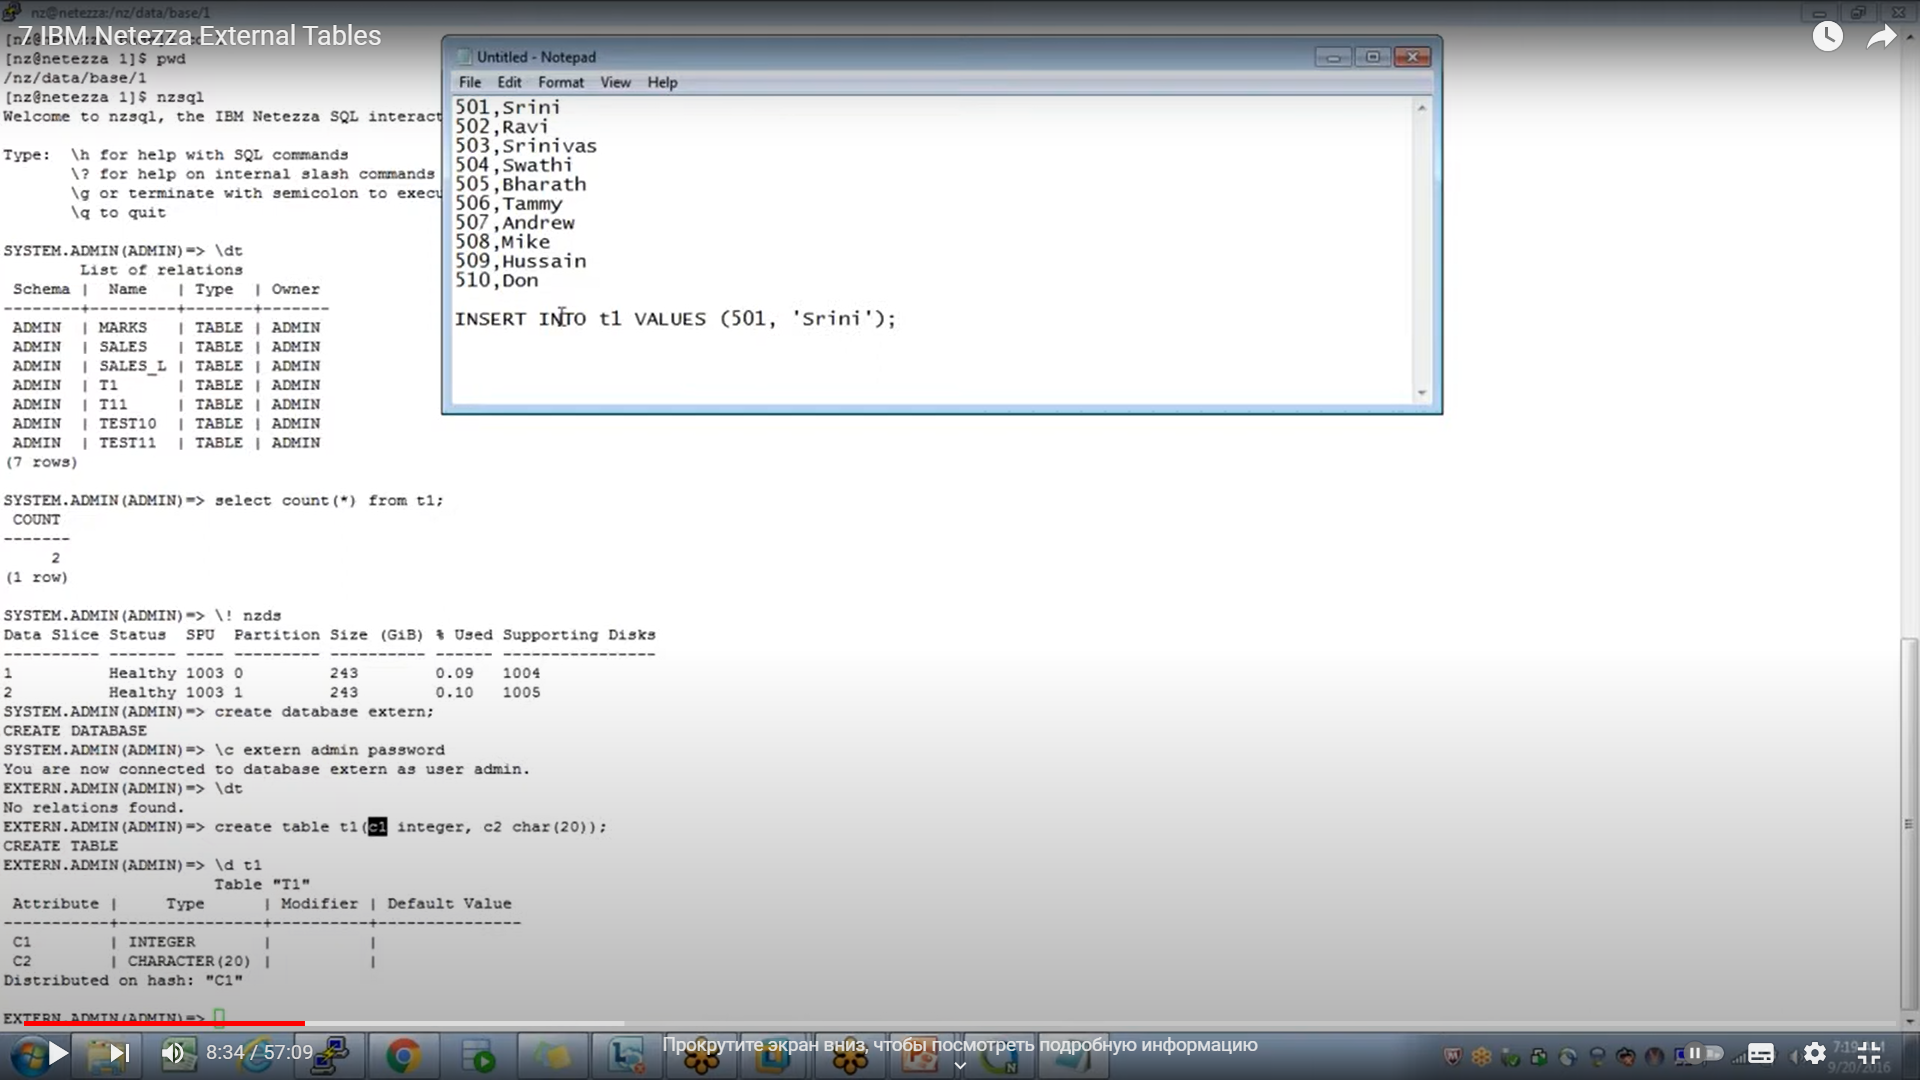 nz@netezza:/nz/data/base/1
7 IBM Netezza External Tables
[nz@netezza 1]$ pwd
/nz/data/base/1
[nz@netezza 1]$ nzsql
Welcome to nzsql, the IBM Netezza SQL interact
Type:  \h for help with SQL commands
\? for help on internal slash commands
\g or terminate with semicolon to execu
\q to quit
SYSTEM.ADMIN(ADMIN)=> \dt
List of relations
Schema |  Name   | Type  | Owner
--------+---------+-------+-------
ADMIN  | MARKS   | TABLE | ADMIN
ADMIN  | SALES   | TABLE | ADMIN
ADMIN  | SALES_L | TABLE | ADMIN
ADMIN  | T1      | TABLE | ADMIN
ADMIN  | T11     | TABLE | ADMIN
ADMIN  | TEST10  | TABLE | ADMIN
ADMIN  | TEST11  | TABLE | ADMIN
(7 rows)
SYSTEM.ADMIN(ADMIN)=> select count(*) from t1;
COUNT
-------
2
(1 row)
SYSTEM.ADMIN(ADMIN)=> \! nzds
Data Slice Status  SPU  Partition Size (GiB) % Used Supporting Disks
---------- ------- ---- --------- ---------- ------ ----------------
1          Healthy 1003 0         243        0.09   1004
2          Healthy 1003 1         243        0.10   1005
SYSTEM.ADMIN(ADMIN)=> create database extern;
CREATE DATABASE
SYSTEM.ADMIN(ADMIN)=> \c extern admin password
You are now connected to database extern as user admin.
EXTERN.ADMIN(ADMIN)=> \dt
No relations found.
EXTERN.ADMIN(ADMIN)=> create table t1(c1 integer, c2 char(20));
CREATE TABLE
EXTERN.ADMIN(ADMIN)=> \d t1
Table "T1"
Attribute |     Type      | Modifier | Default Value
-----------+---------------+----------+---------------
C1        | INTEGER       |          |
C2        | CHARACTER(20) |          |
Distributed on hash: "C1"
EXTERN.ADMIN(ADMIN)=>
Untitled - Notepad
File Edit Format View Help
501,Srini
502,Ravi
503,Srinivas
504,Swathi
505,Bharath
506,Tammy
507,Andrew
508,Mike
509,Hussain
510,Don
INSERT INTO t1 VALUES (501, 'Srini');
8:34 / 57:09
Прокрутите экран вниз, чтобы посмотреть подробную информацию
9/20/2016